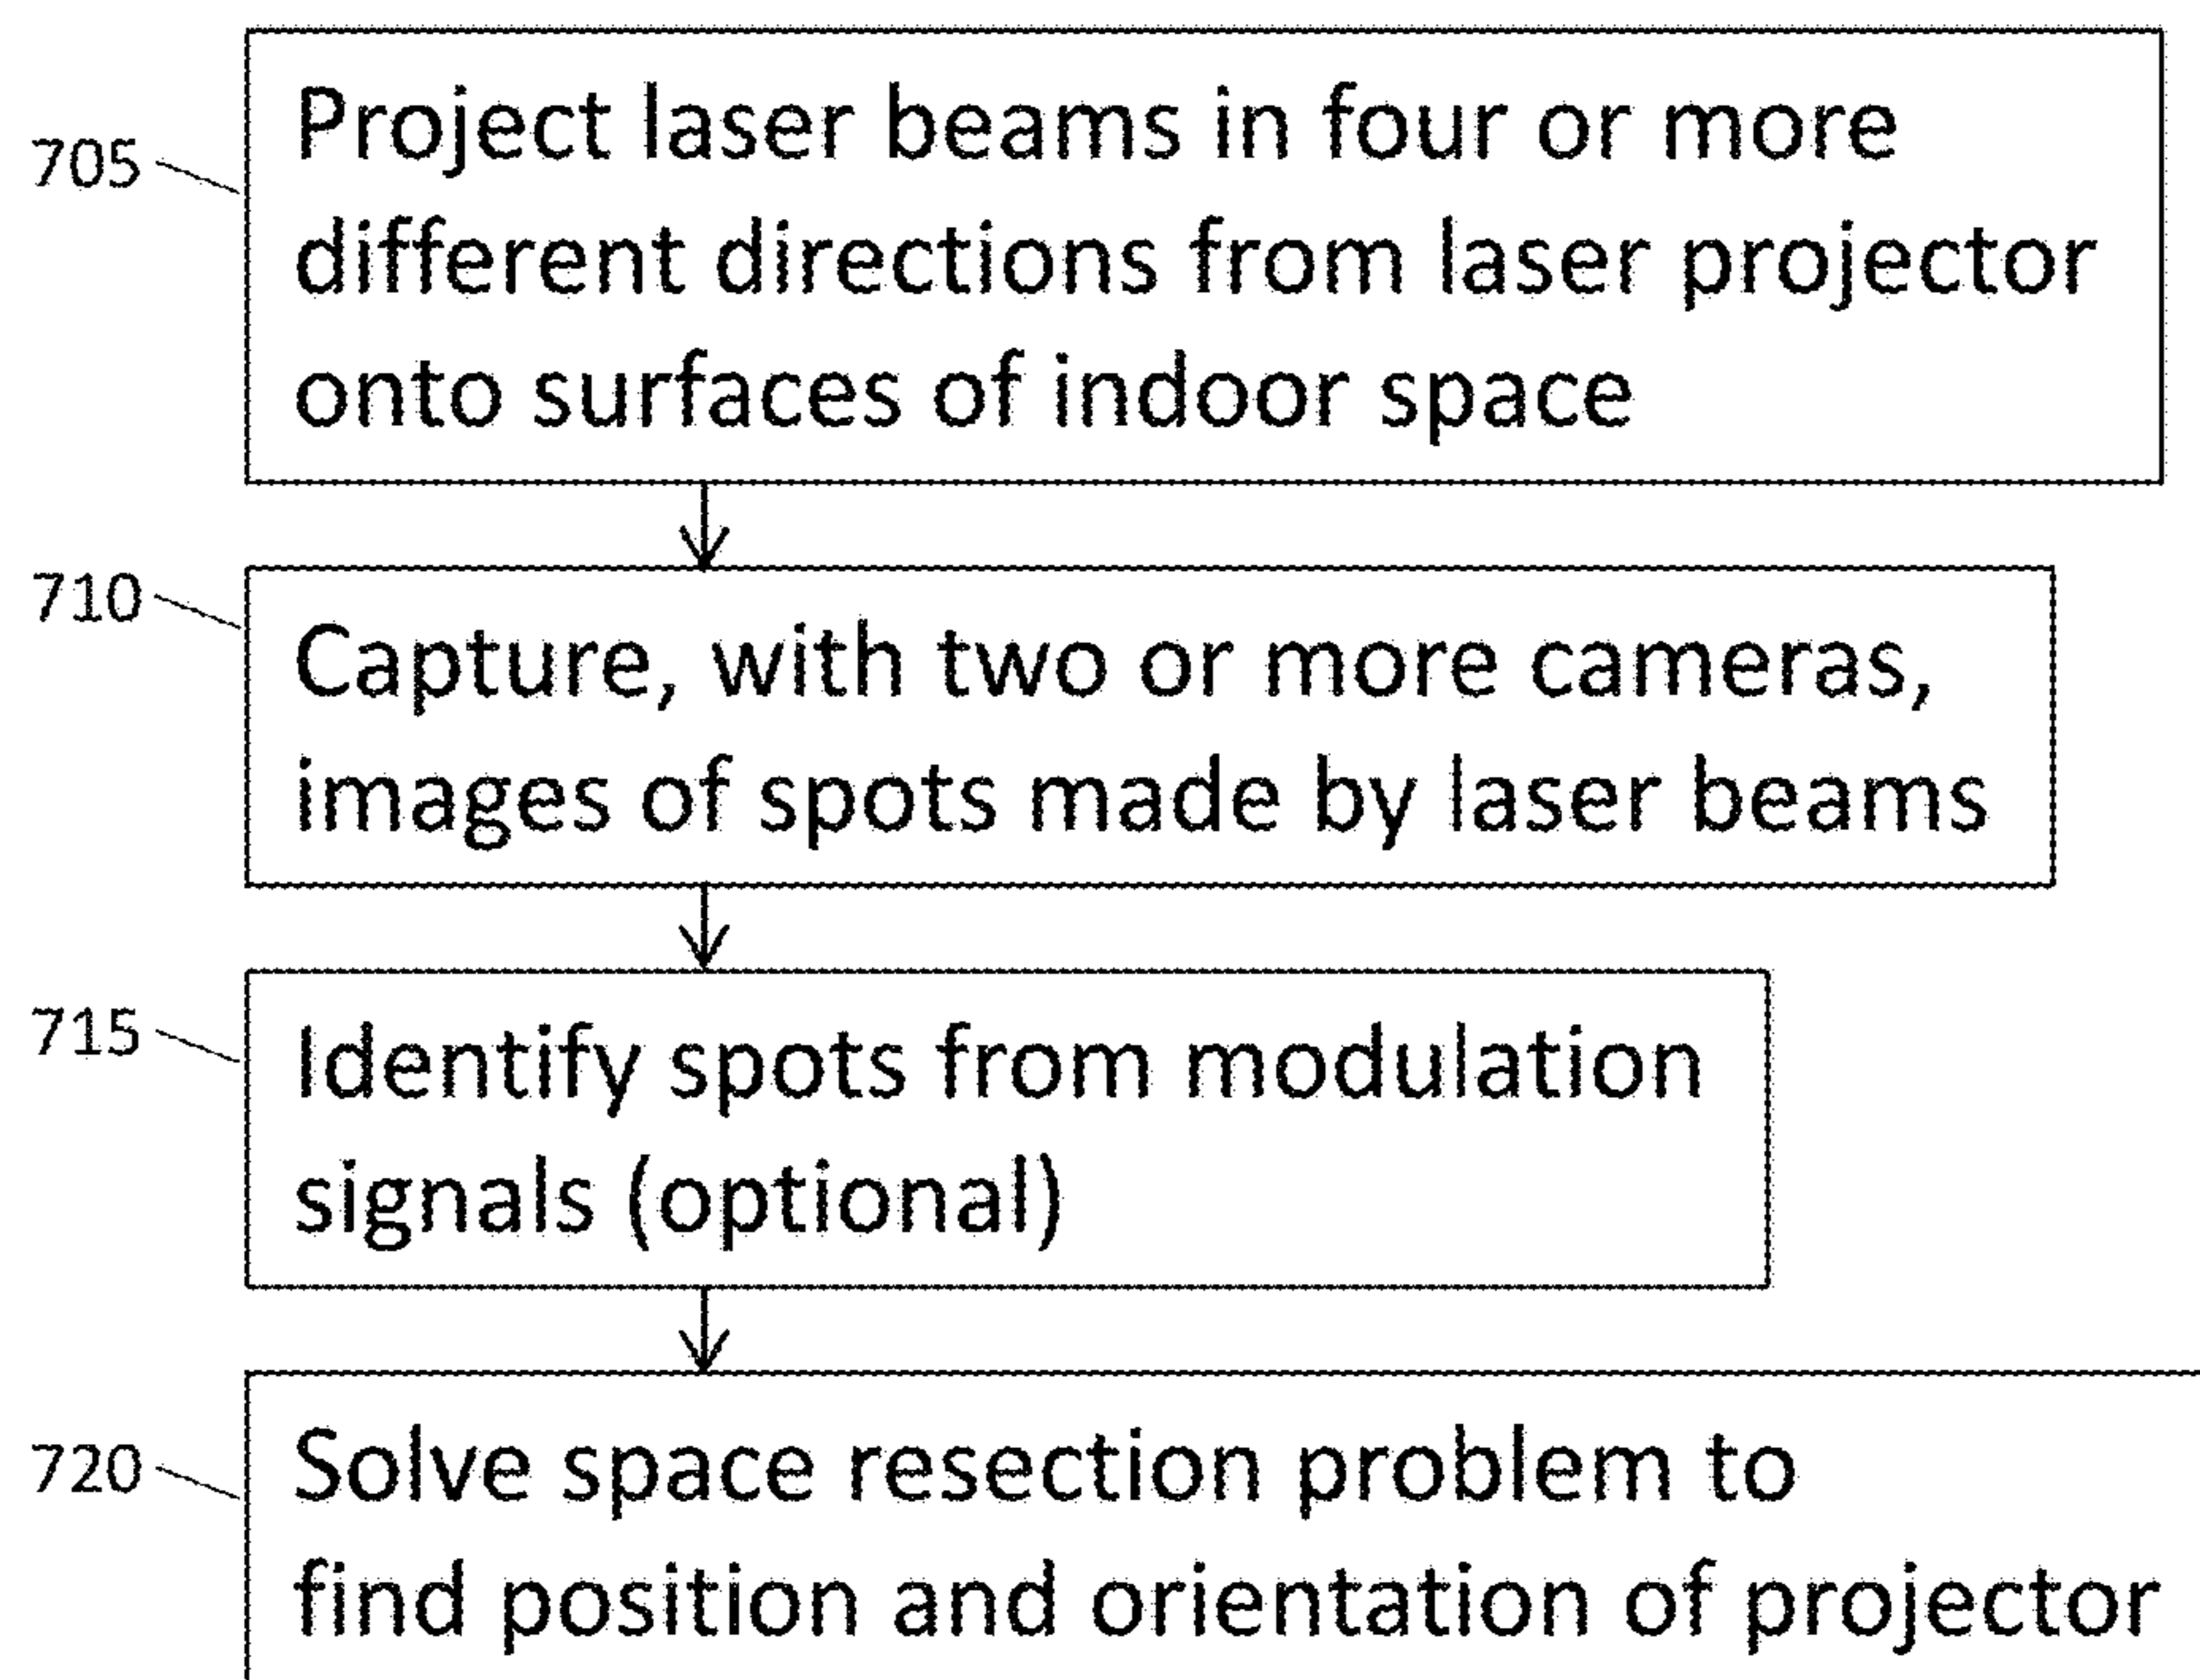 705
Project laser beams in four or more
different directions from laser projector
onto surfaces of indoor space
710
Capture, with two or more cameras,
images of spots made by laser beams
715
Identify spots from modulation
signals (optional)
720
Solve space resection problem to
find position and orientation of projector